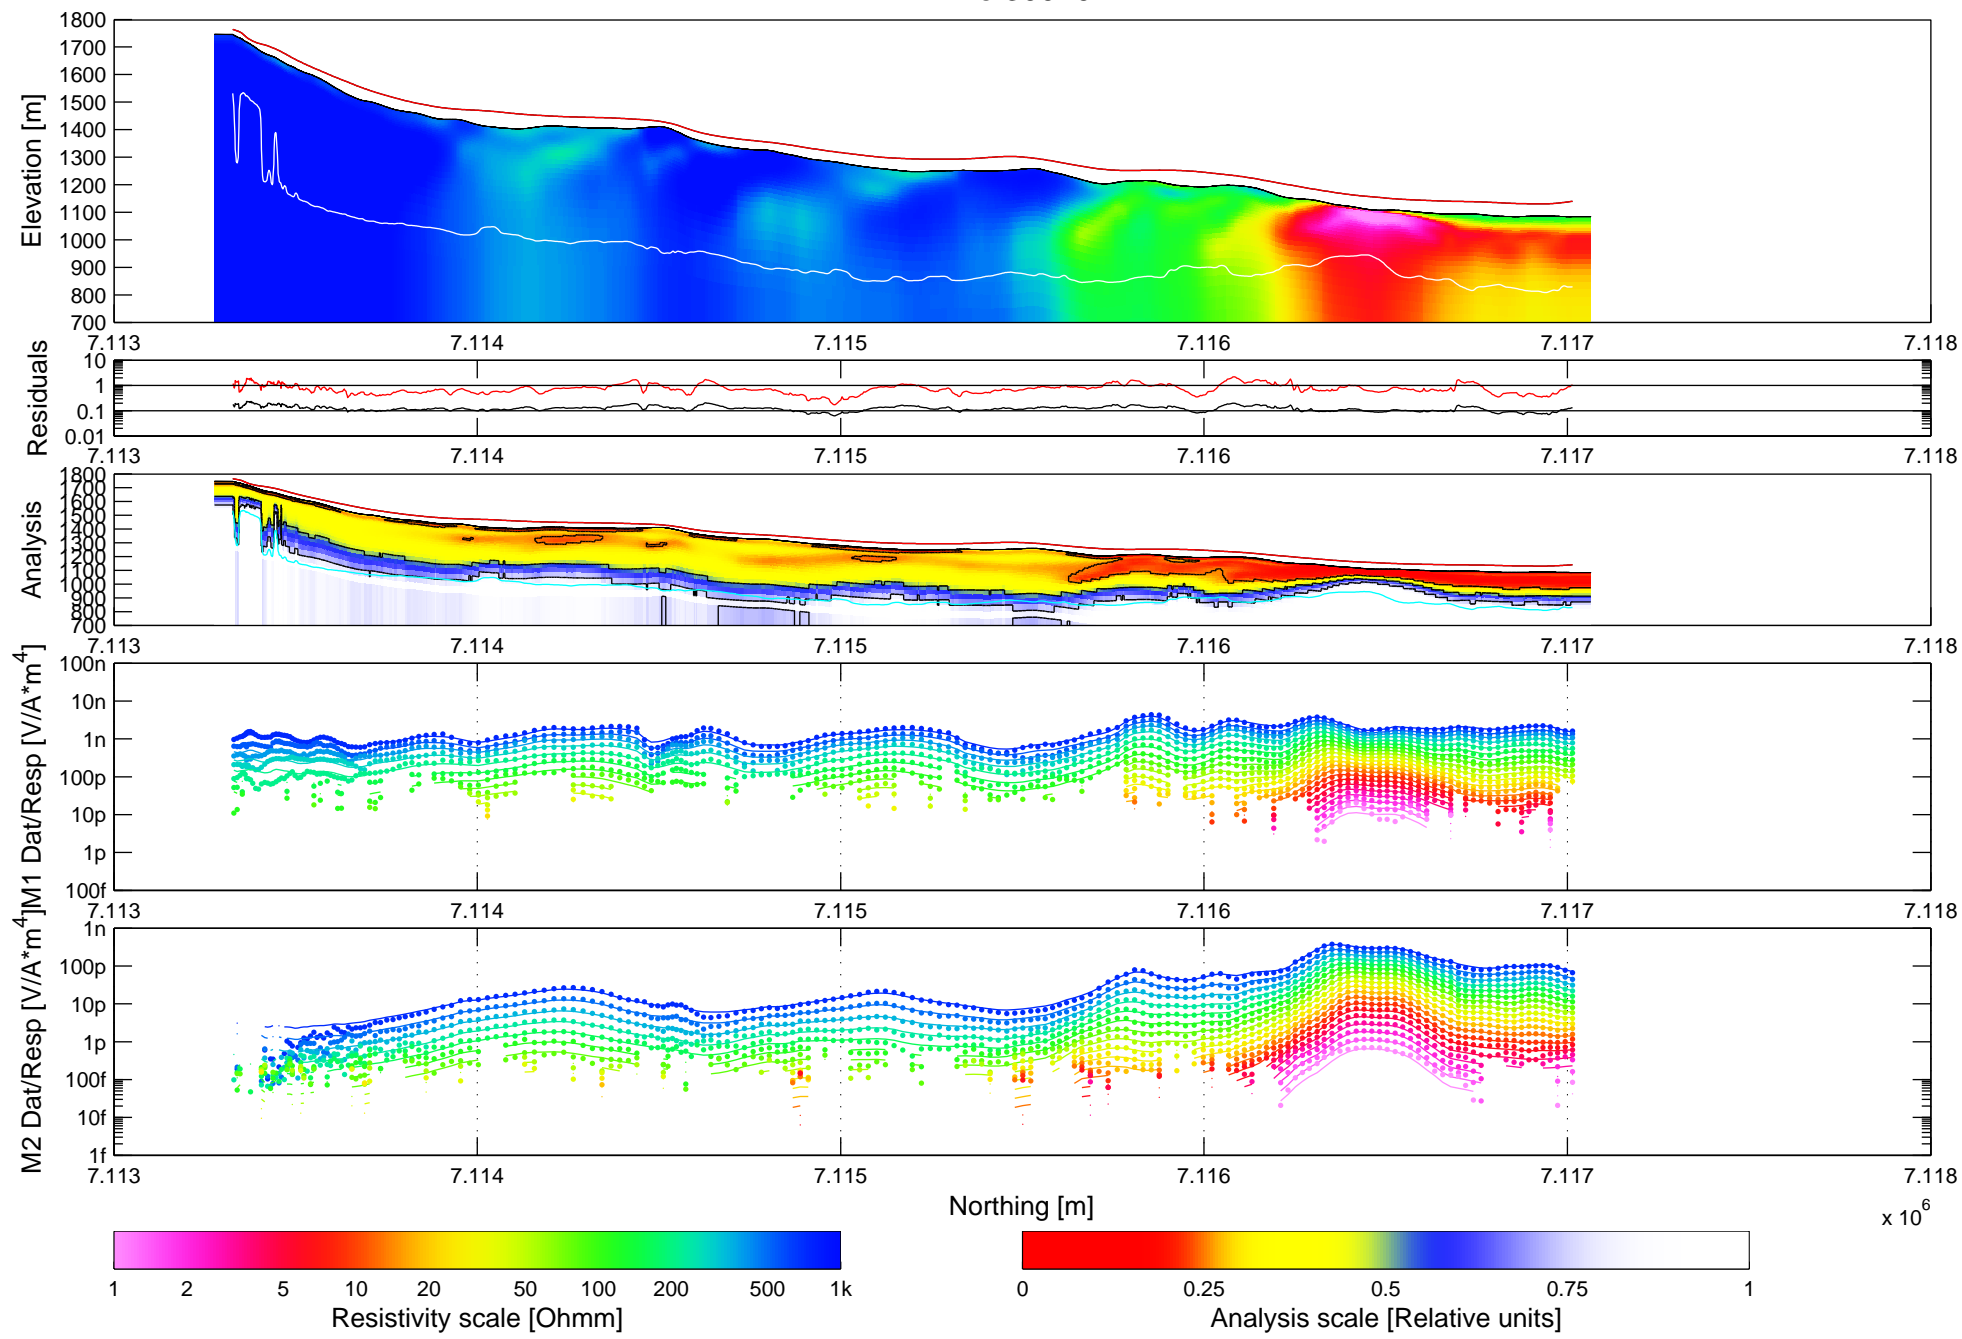 1800
1700
1600
1500
1400
1300
1200
1100
1000
900
800
700
Elevation [m]
7.113 7.114 7.115 7.116 7.117 7.118
10
1
0.1
0.01
Residuals
7.113 7.114 7.115 7.116 7.117 7.118
1800
1700
1600
1500
1400
1300
1200
1100
1000
900
800
700
Analysis
7.113 7.114 7.115 7.116 7.117 7.118
100n
10n
1n
100p
10p
1p
100f
M1 Dat/Resp [V/A*m^4]
7.113 7.114 7.115 7.116 7.117 7.118
1n
100p
10p
1p
100f
10f
1f
M2 Dat/Resp [V/A*m^4]
7.113 7.114 7.115 7.116 7.117 7.118
Northing [m]
x 10^6
1 2 5 10 20 50 100 200 500 1k
Resistivity scale [Ohmm]
0 0.25 0.5 0.75 1
Analysis scale [Relative units]